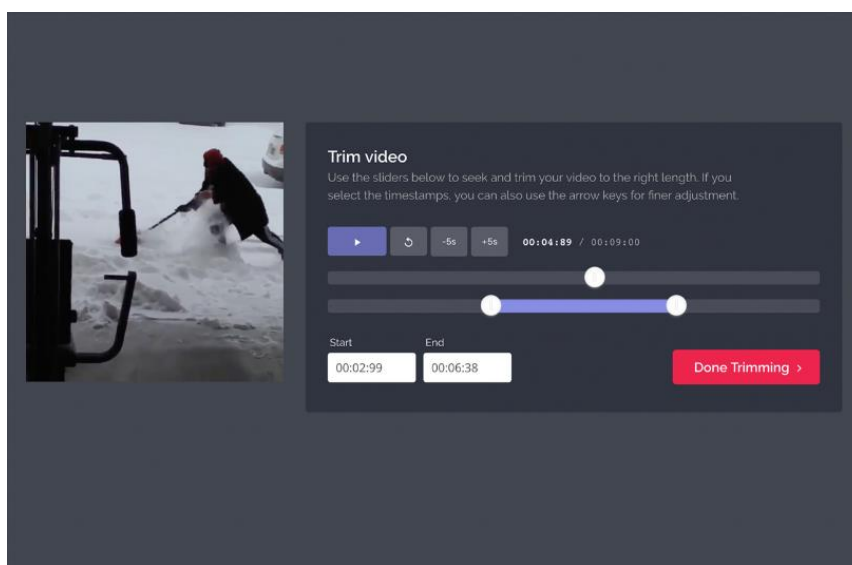 Trim video
Use the sliders below to seek and trim your video to the right length. If you
select the timestamps, you can also use the arrow keys for finer adjustment.
-5s +5s 00:04:89 / 00:09:00
Start End
00:02:99 00:06:38 Done Trimming >